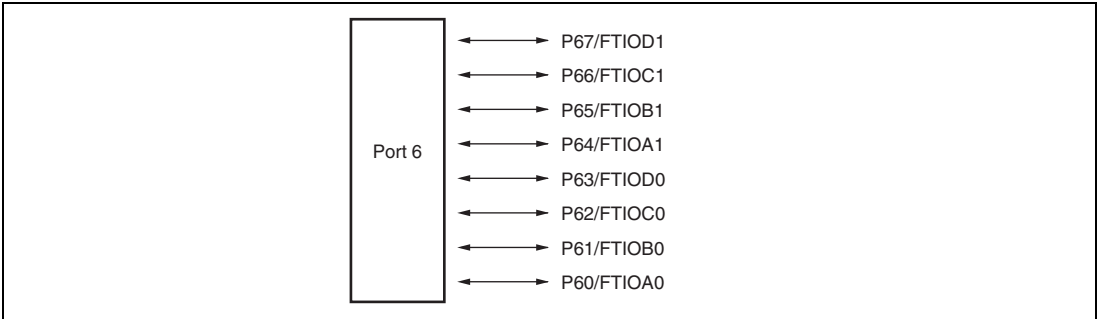 P67/FTIOD1
P66/FTIOC1
P65/FTIOB1
P64/FTIOA1
Port 6
P63/FTIOD0
P62/FTIOC0
P61/FTIOB0
P60/FTIOA0